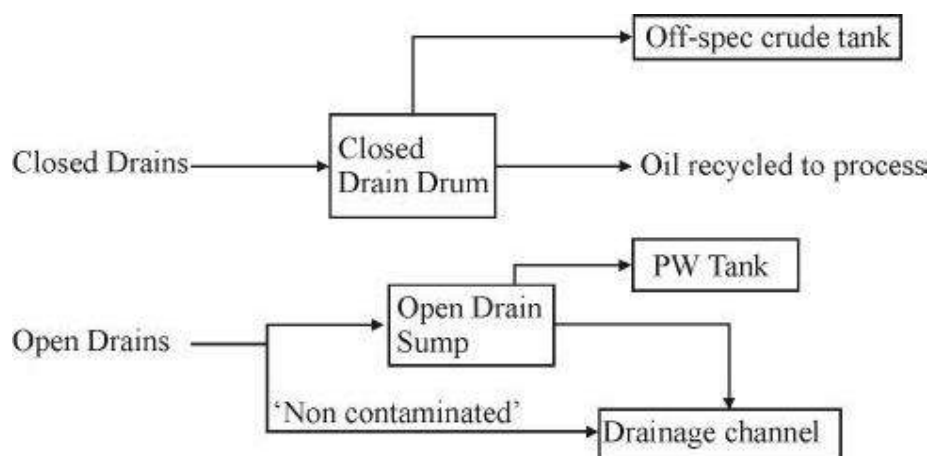 Off-spec crude tank
Closed Drains
Closed
Drain Drum
Oil recycled to process
PW Tank
Open Drains
Open Drain
Sump
‘Non contaminated’
Drainage channel